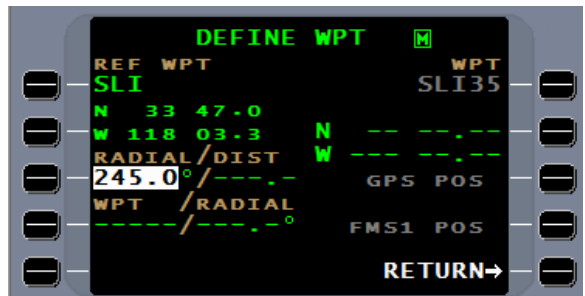 DEFINE WPT M
REF WPT WPT
SLI SLI35
N 33 47.0
W 118 03.3 N -- --.-
RADIAL/DIST W --- --.-
245.0°/---.- GPS POS
WPT /RADIAL
-----/---.-° FMS1 POS
RETURN→